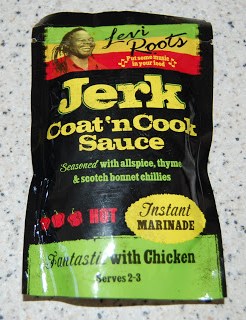 Levi
Roots
Put some music
in your food
Jerk
Coat 'n Cook
Sauce
Seasoned with allspice, thyme
& scotch bonnet chillies
HOT
Instant
MARINADE
Fantastic with Chicken
Serves 2-3